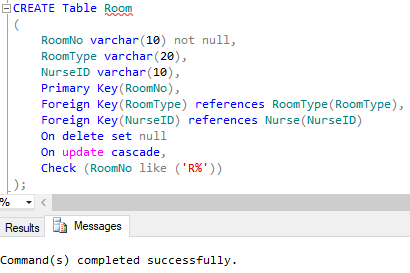 CREATE Table Room
(
RoomNo varchar(10) not null,
RoomType varchar(20),
NurseID varchar(10),
Primary Key(RoomNo),
Foreign Key(RoomType) references RoomType(RoomType),
Foreign Key(NurseID) references Nurse(NurseID)
On delete set null
On update cascade,
Check (RoomNo like ('R%'))
);
%
Results Messages
Command(s) completed successfully.